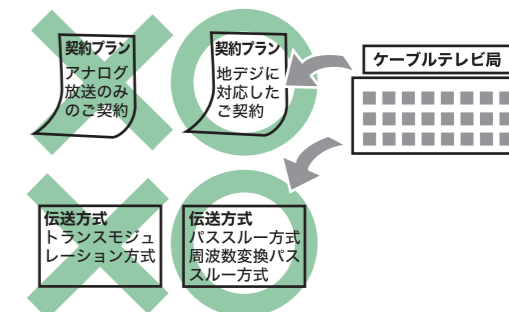 契約プラン
アナログ
放送のみ
のご契約
契約プラン
地デジに
対応した
ご契約
ケーブルテレビ局
伝送方式
トランスモジュ
レーション方式
伝送方式
パススルー方式
周波数変換パス
スルー方式